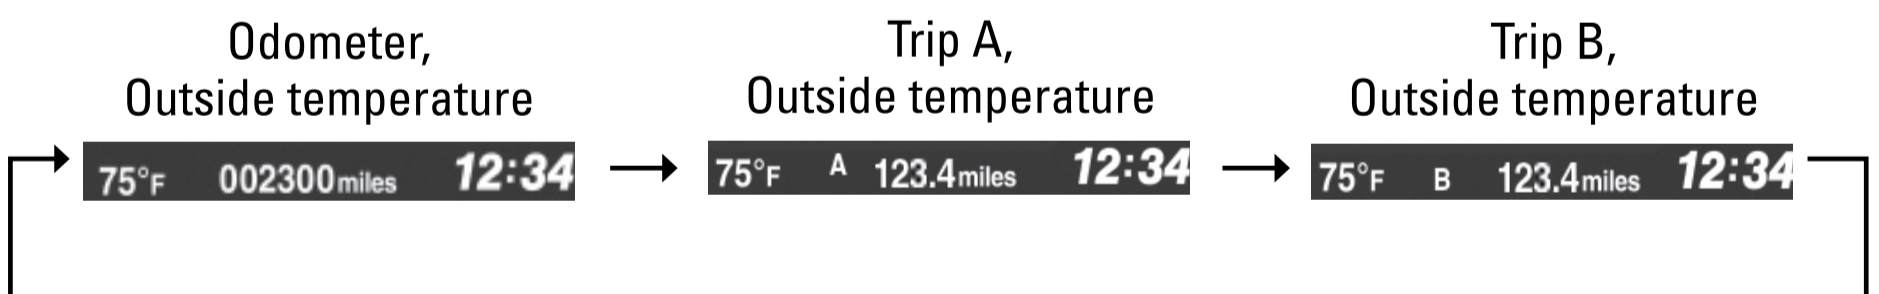 Odometer,
Outside temperature
75°F 002300miles 12:34
Trip A,
Outside temperature
75°F A 123.4miles 12:34
Trip B,
Outside temperature
75°F B 123.4miles 12:34